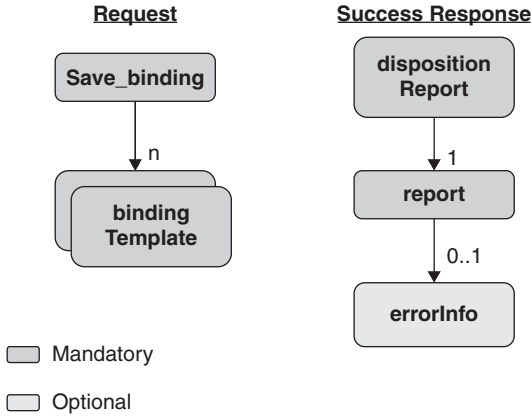 Request
Success Response
Save_binding
disposition
Report
n
1
binding
Template
report
0..1
errorInfo
Mandatory
Optional